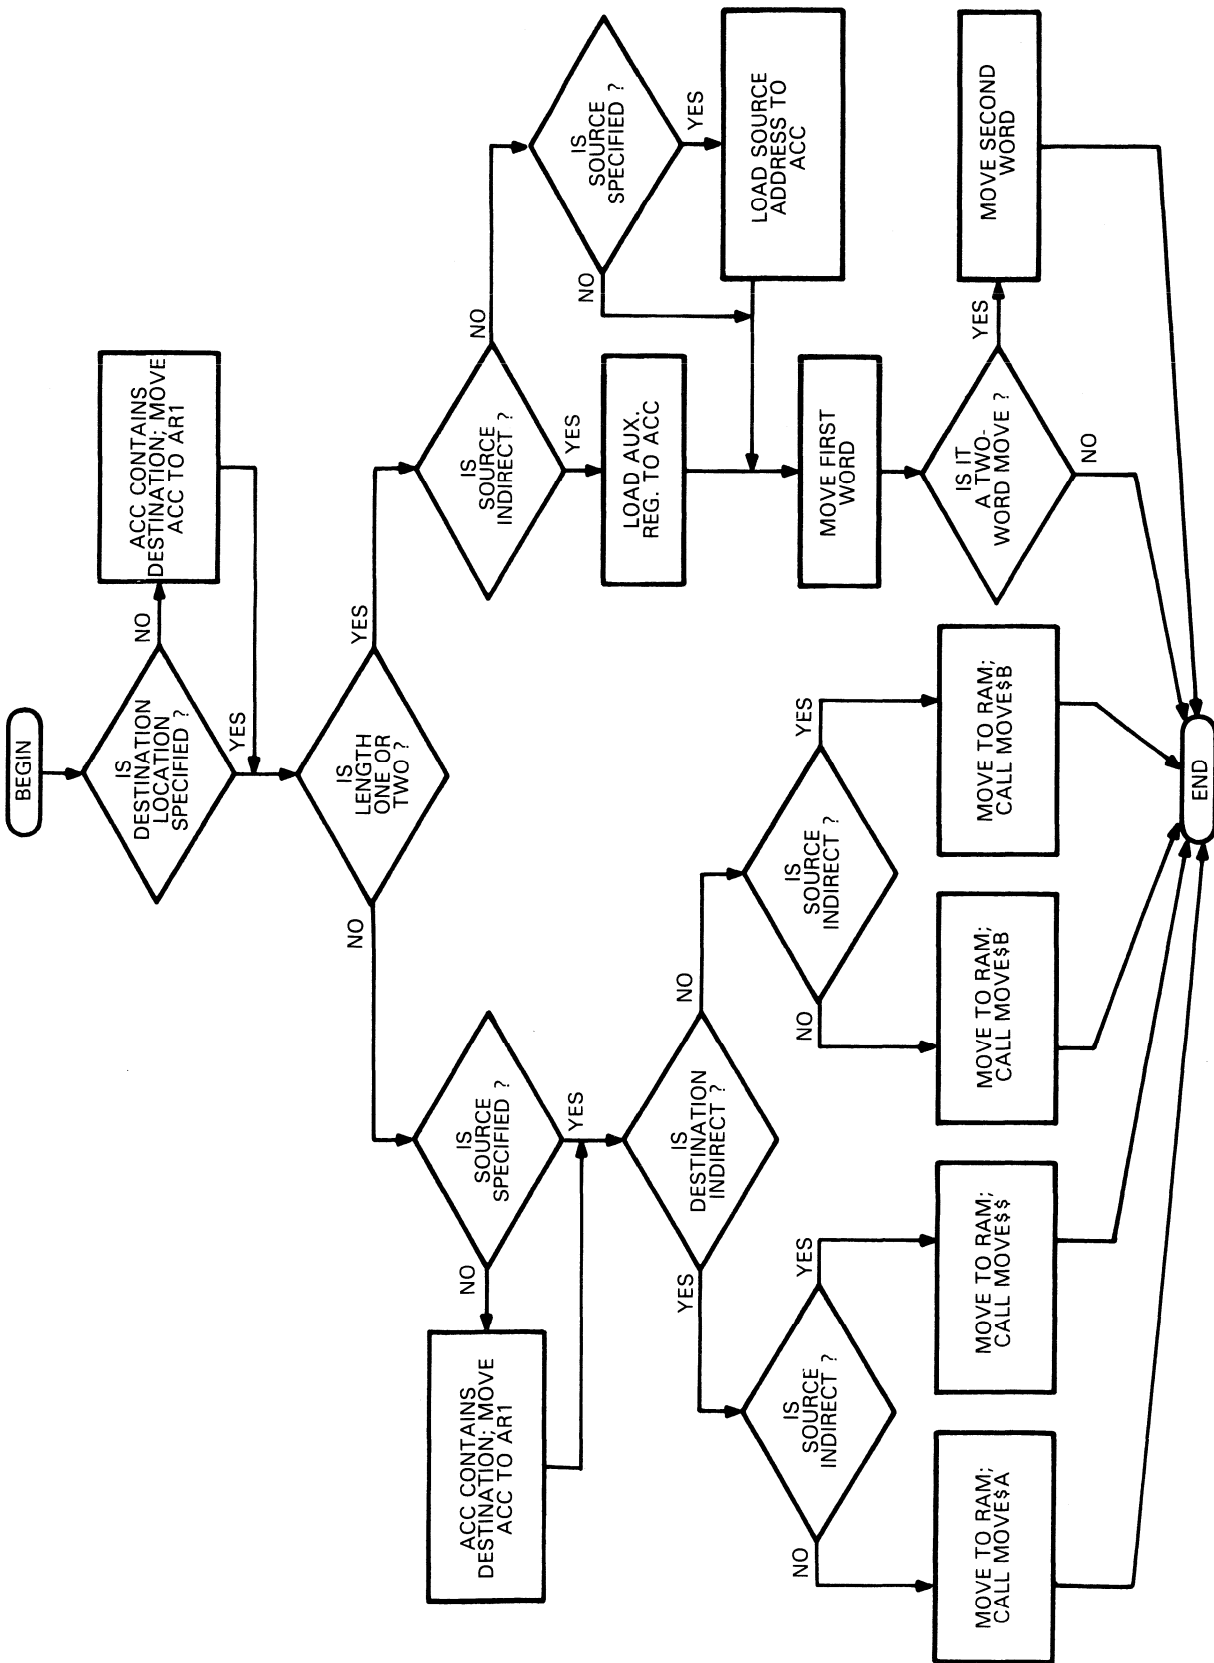 BEGIN
IS
DESTINATION
LOCATION
SPECIFIED ?
NO
ACC CONTAINS
DESTINATION; MOVE
ACC TO AR1
YES
IS
LENGTH
ONE OR
TWO ?
YES
NO
IS
SOURCE
INDIRECT ?
NO
YES
IS
SOURCE
SPECIFIED ?
NO
YES
LOAD SOURCE
ADDRESS TO
ACC
LOAD AUX.
REG. TO ACC
MOVE FIRST
WORD
IS IT
A TWO-
WORD MOVE ?
YES
NO
MOVE SECOND
WORD
IS
SOURCE
SPECIFIED ?
NO
YES
ACC CONTAINS
DESTINATION; MOVE
ACC TO AR1
IS
DESTINATION
INDIRECT ?
YES
NO
IS
SOURCE
INDIRECT ?
NO
YES
IS
SOURCE
INDIRECT ?
NO
YES
MOVE TO RAM;
CALL MOVE$A
MOVE TO RAM;
CALL MOVE$$
MOVE TO RAM;
CALL MOVE$B
MOVE TO RAM;
CALL MOVE$B
END